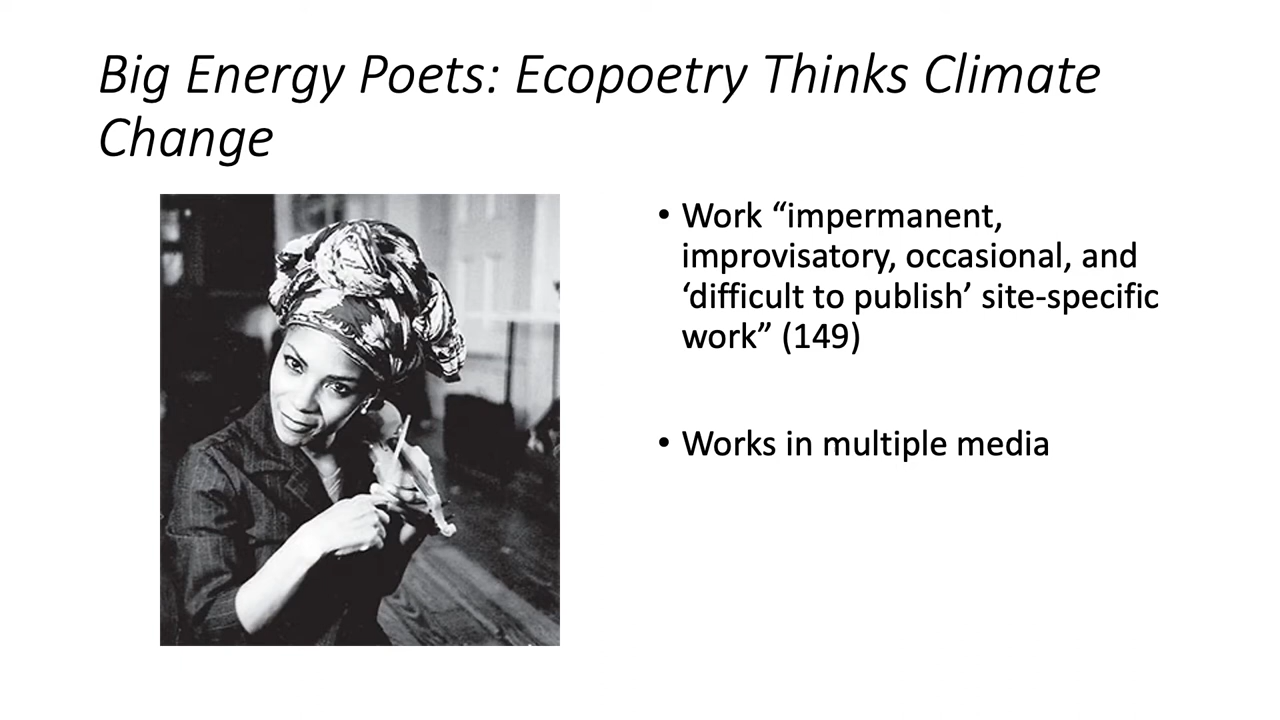 Big Energy Poets: Ecopoetry Thinks Climate
Change
• Work “impermanent,
improvisatory, occasional, and
‘difficult to publish’ site-specific
work” (149)
• Works in multiple media